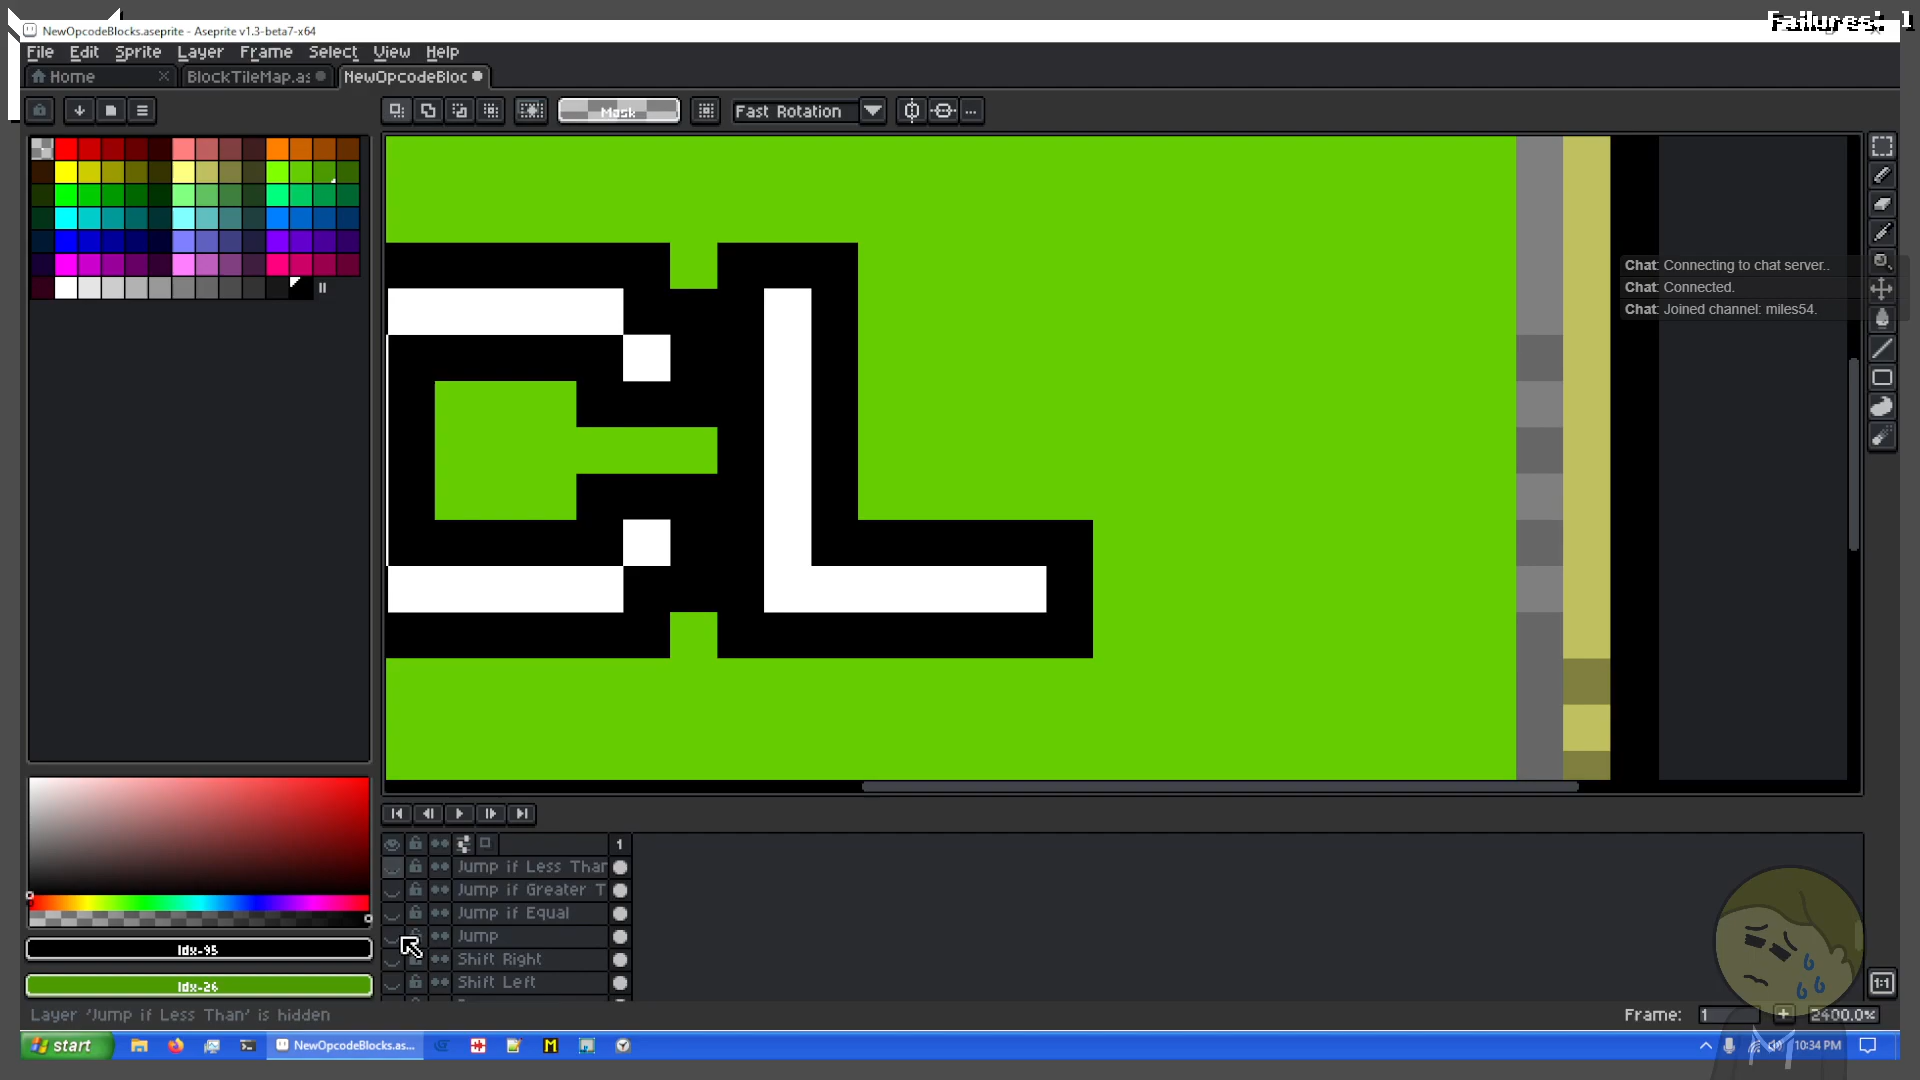 Failures: 1
NewOpcodeBlocks.aseprite - Aseprite v1.3-beta7-x64
File Edit Sprite Layer Frame Select View Help
Home BlockTileMap.as NewOpcodeBloc
Mask Fast Rotation ...
CL
Chat: Connecting to chat server..
Chat: Connected.
Chat: Joined channel: miles54.
1
Jump if Less Than
Jump if Greater T
Jump if Equal
Jump
Shift Right
Shift Left
Idx-95
Idx-26
1:1
Layer 'Jump if Less Than' is hidden
Frame: 1 + 2400.0%
start NewOpcodeBlocks.as... 10:34 PM